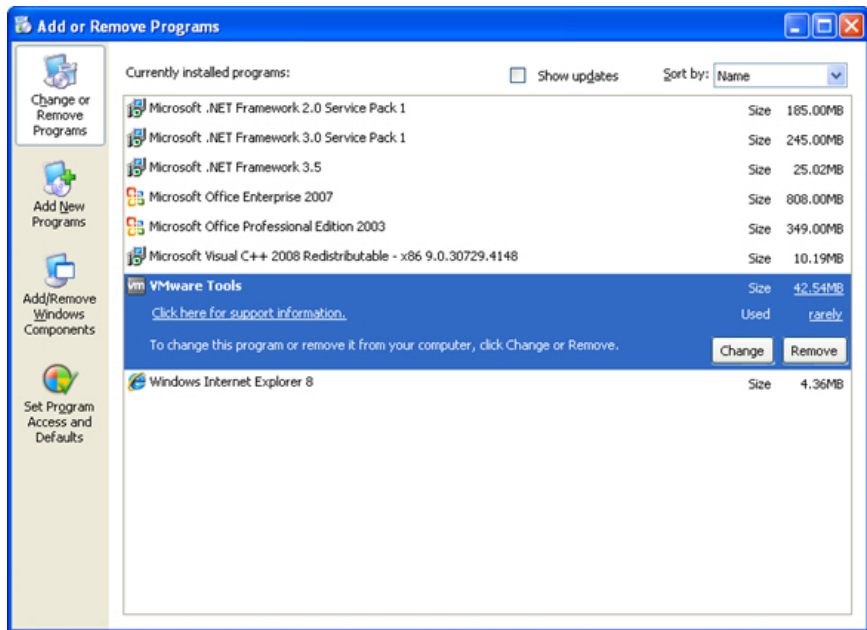 Add or Remove Programs
Change or
Remove
Programs
Add New
Programs
Add/Remove
Windows
Components
Set Program
Access and
Defaults
Currently installed programs:
Show updates
Sort by: Name
Microsoft .NET Framework 2.0 Service Pack 1 Size 185.00MB
Microsoft .NET Framework 3.0 Service Pack 1 Size 245.00MB
Microsoft .NET Framework 3.5 Size 25.02MB
Microsoft Office Enterprise 2007 Size 808.00MB
Microsoft Office Professional Edition 2003 Size 349.00MB
Microsoft Visual C++ 2008 Redistributable - x86 9.0.30729.4148 Size 10.19MB
vm VMware Tools Size 42.54MB
Click here for support information. Used rarely
To change this program or remove it from your computer, click Change or Remove. Change Remove
Windows Internet Explorer 8 Size 4.36MB